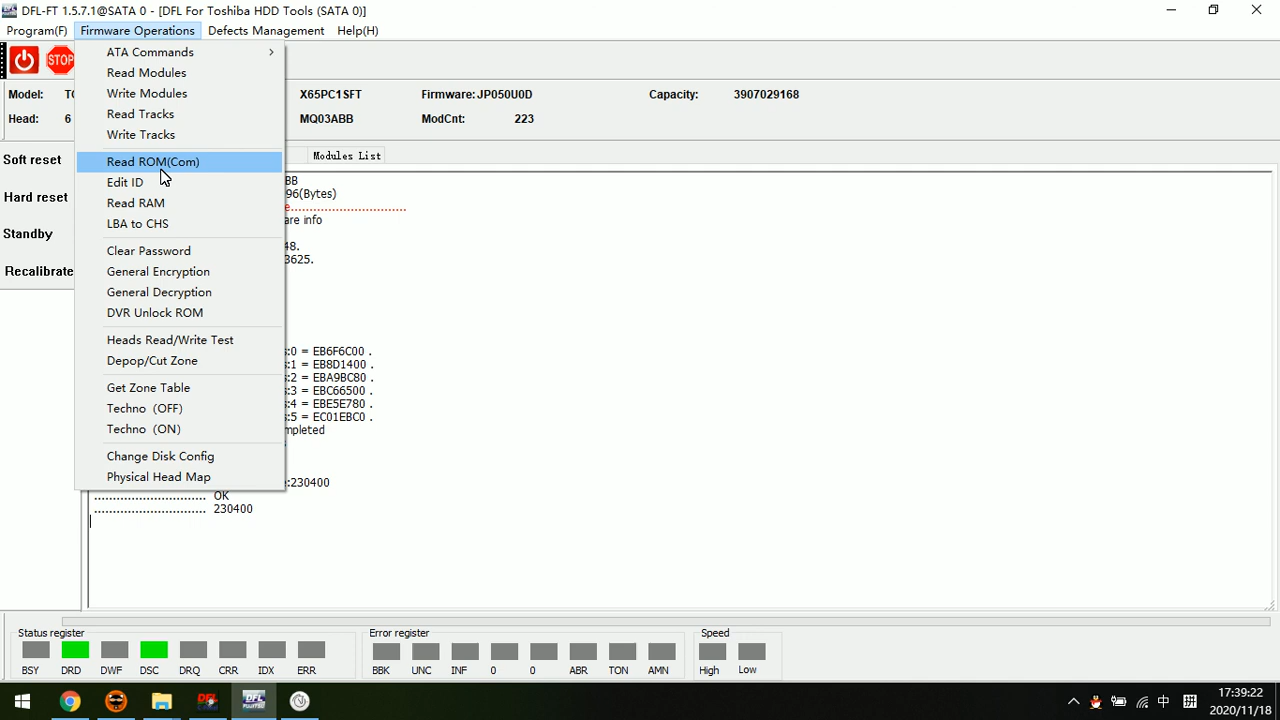 DFL-FT 1.5.7.1@SATA 0 - [DFL For Toshiba HDD Tools (SATA 0)]
Program(F) Firmware Operations Defects Management Help(H)
STOP
Model: TO X65PC1SFT Firmware: JP050U0D Capacity: 3907029168
Head: 6 MQ03ABB ModCnt: 223
Soft reset
Hard reset
Standby
Recalibrate
ATA Commands
Read Modules
Write Modules
Read Tracks
Write Tracks
Read ROM(Com)
Edit ID
Read RAM
LBA to CHS
Clear Password
General Encryption
General Decryption
DVR Unlock ROM
Heads Read/Write Test
Depop/Cut Zone
Get Zone Table
Techno (OFF)
Techno (ON)
Change Disk Config
Physical Head Map
Modules List
BB
96(Bytes)
e...............................
are info
48.
3625.
s:0 = EB6F6C00 .
s:1 = EB8D1400 .
s:2 = EBA9BC80 .
s:3 = EBC66500 .
s:4 = EBE5E780 .
s:5 = EC01EBC0 .
mpleted
s
e:230400
.............................. OK
.............................. 230400
Status register Error register Speed
BSY DRD DWF DSC DRQ CRR IDX ERR BBK UNC INF 0 0 ABR TON AMN High Low
DFL
DFL
FUJITSU
中
17:39:22
2020/11/18